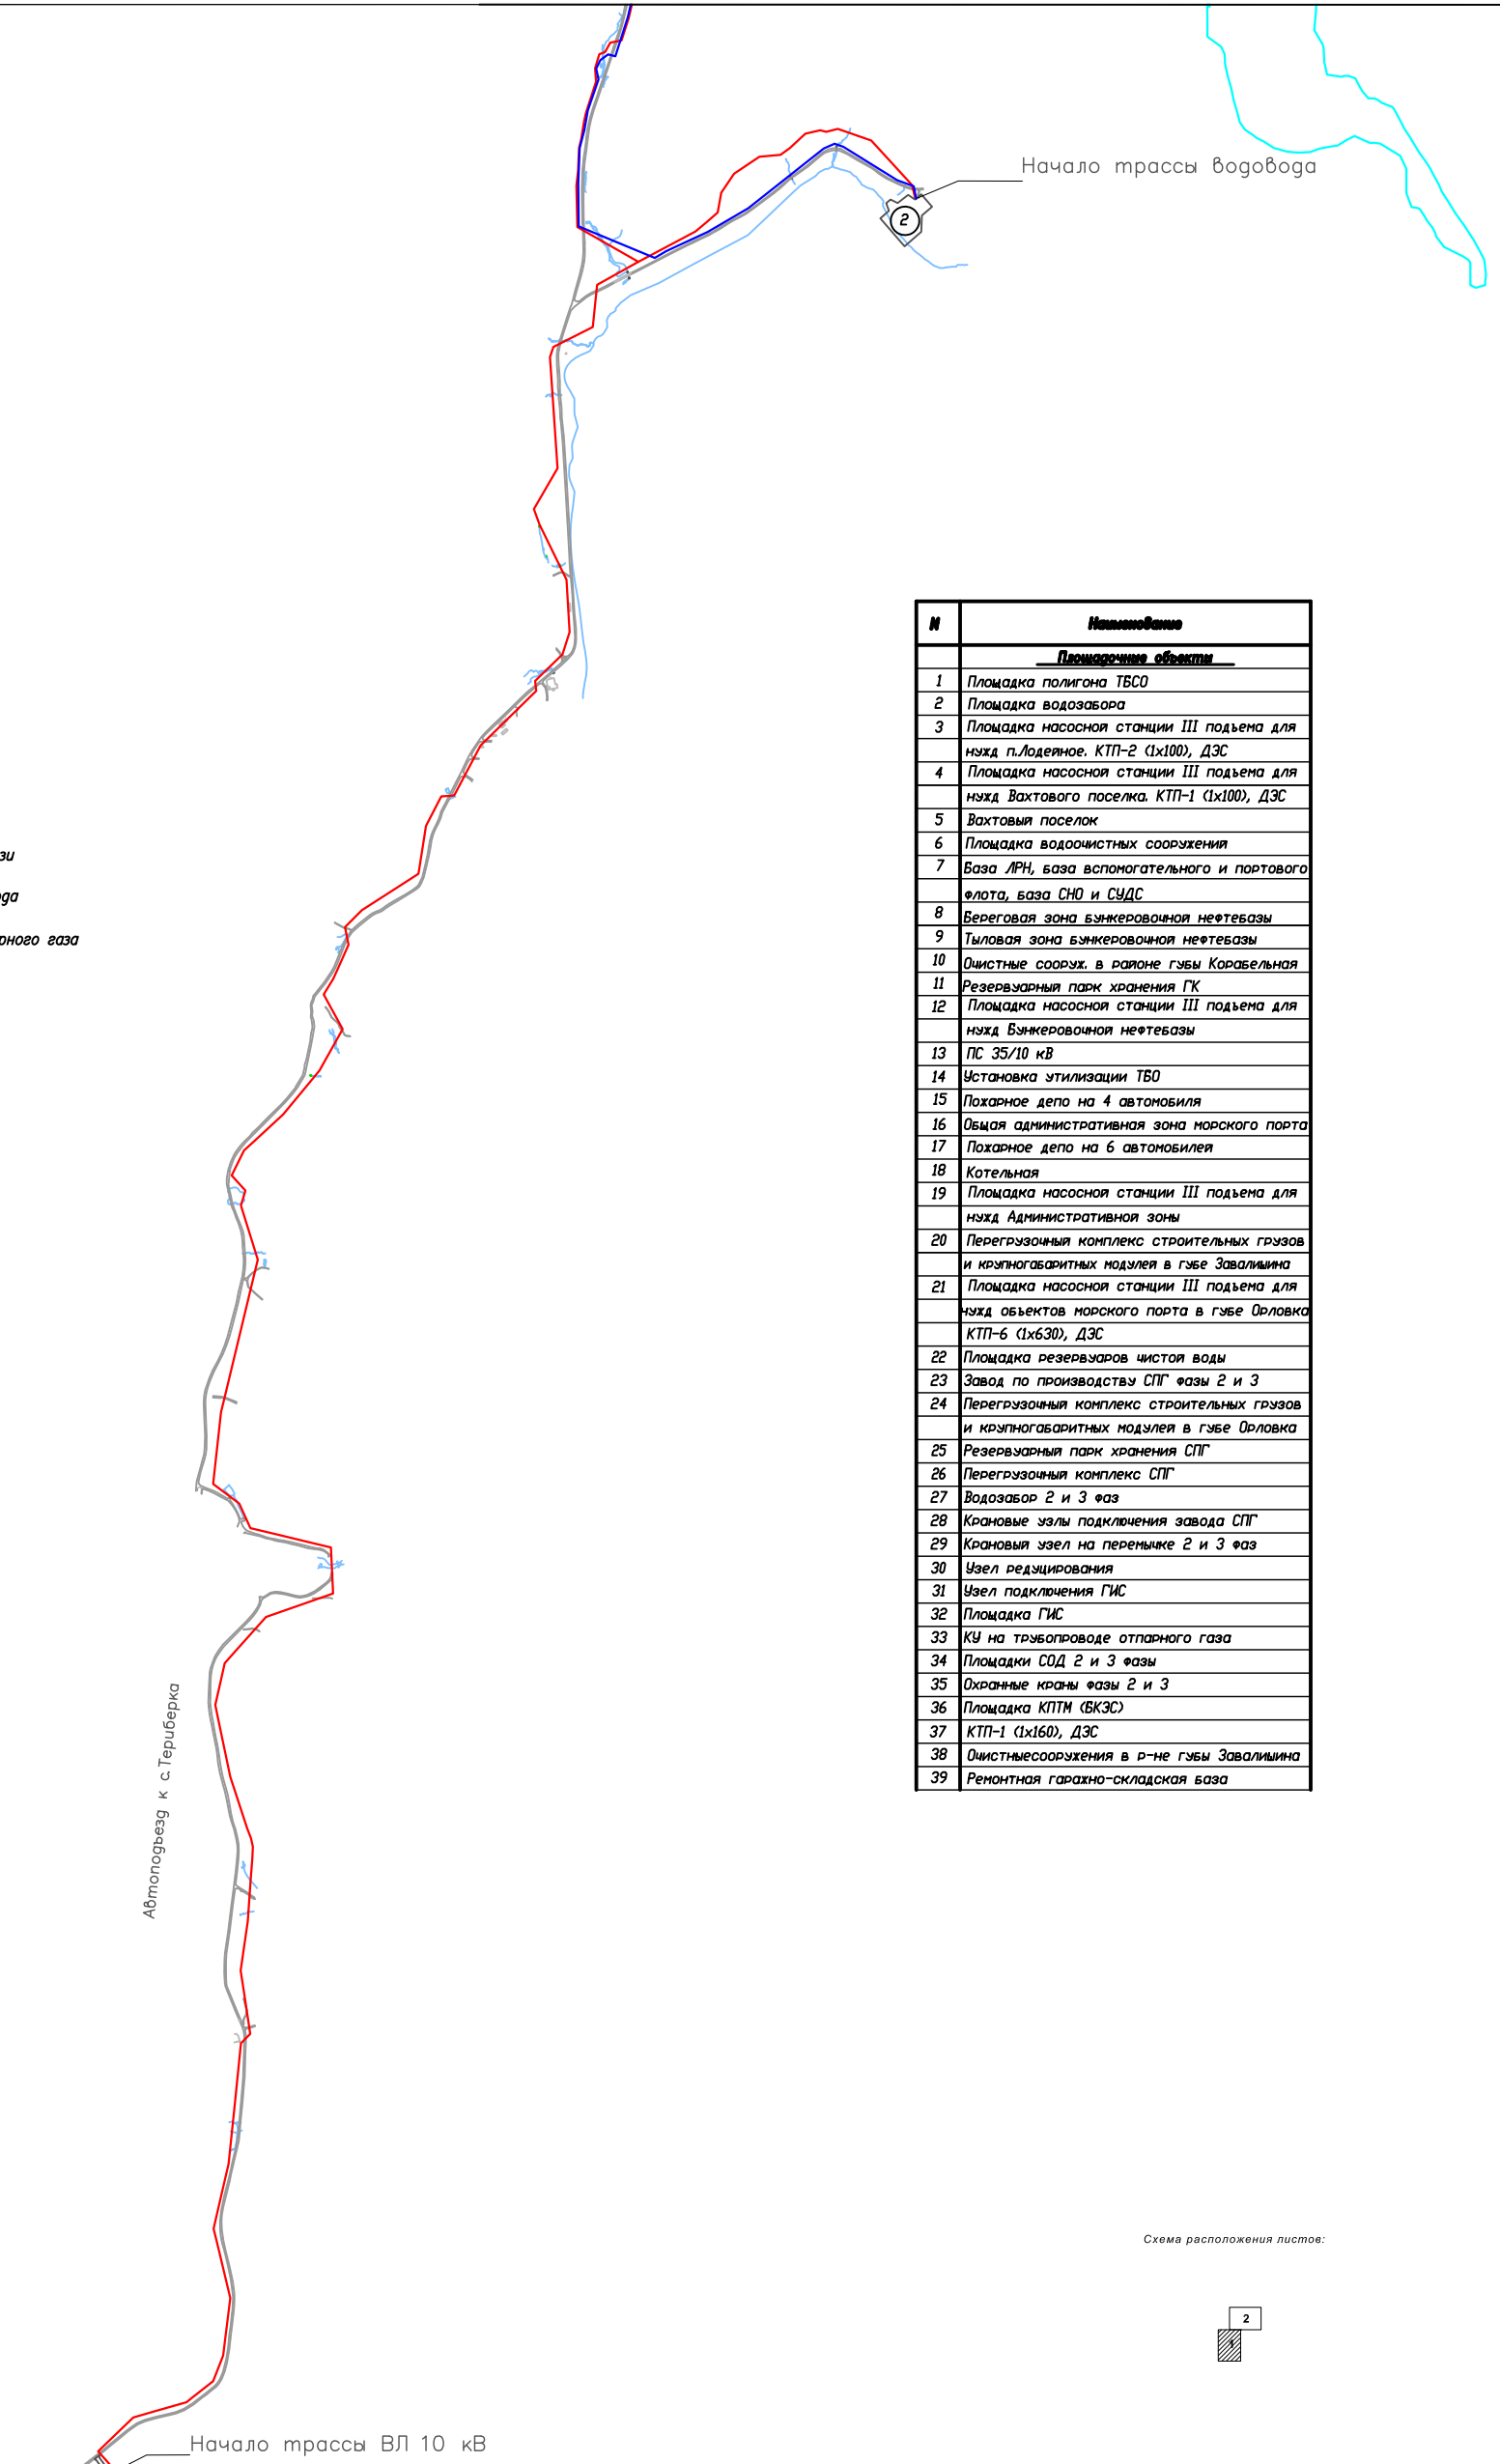 Начало трассы водовода
2
зи
ода
рного газа
N Наименование
Площадочные объекты
1 Площадка полигона ТБСО
2 Площадка водозабора
3 Площадка насосной станции III подъема для
нужд п.Лодейное. КТП-2 (1х100), ДЭС
4 Площадка насосной станции III подъема для
нужд Вахтового поселка. КТП-1 (1х100), ДЭС
5 Вахтовый поселок
6 Площадка водоочистных сооружений
7 База ЛРН, база вспомогательного и портового
флота, база СНО и СУДС
8 Береговая зона бункеровочной нефтебазы
9 Тыловая зона бункеровочной нефтебазы
10 Очистные сооруж. в районе губы Корабельная
11 Резервуарный парк хранения ГК
12 Площадка насосной станции III подъема для
нужд Бункеровочной нефтебазы
13 ПС 35/10 кВ
14 Установка утилизации ТБО
15 Пожарное депо на 4 автомобиля
16 Общая административная зона морского порта
17 Пожарное депо на 6 автомобилей
18 Котельная
19 Площадка насосной станции III подъема для
нужд Административной зоны
20 Перегрузочный комплекс строительных грузов
и крупногабаритных модулей в губе Завалишина
21 Площадка насосной станции III подъема для
нужд объектов морского порта в губе Орловка
КТП-6 (1х630), ДЭС
22 Площадка резервуаров чистой воды
23 Завод по производству СПГ фазы 2 и 3
24 Перегрузочный комплекс строительных грузов
и крупногабаритных модулей в губе Орловка
25 Резервуарный парк хранения СПГ
26 Перегрузочный комплекс СПГ
27 Водозабор 2 и 3 фаз
28 Крановые узлы подключения завода СПГ
29 Крановый узел на перемычке 2 и 3 фаз
30 Узел редуцирования
31 Узел подключения ГИС
32 Площадка ГИС
33 КУ на трубопроводе отпарного газа
34 Площадки СОД 2 и 3 фазы
35 Охранные краны фазы 2 и 3
36 Площадка КПТМ (БКЭС)
37 КТП-1 (1х160), ДЭС
38 Очистныесооружения в р-не губы Завалишина
39 Ремонтная гаражно-складская база
Автоподъезд к с.Териберка
Схема расположения листов:
2
1
Начало трассы ВЛ 10 кВ